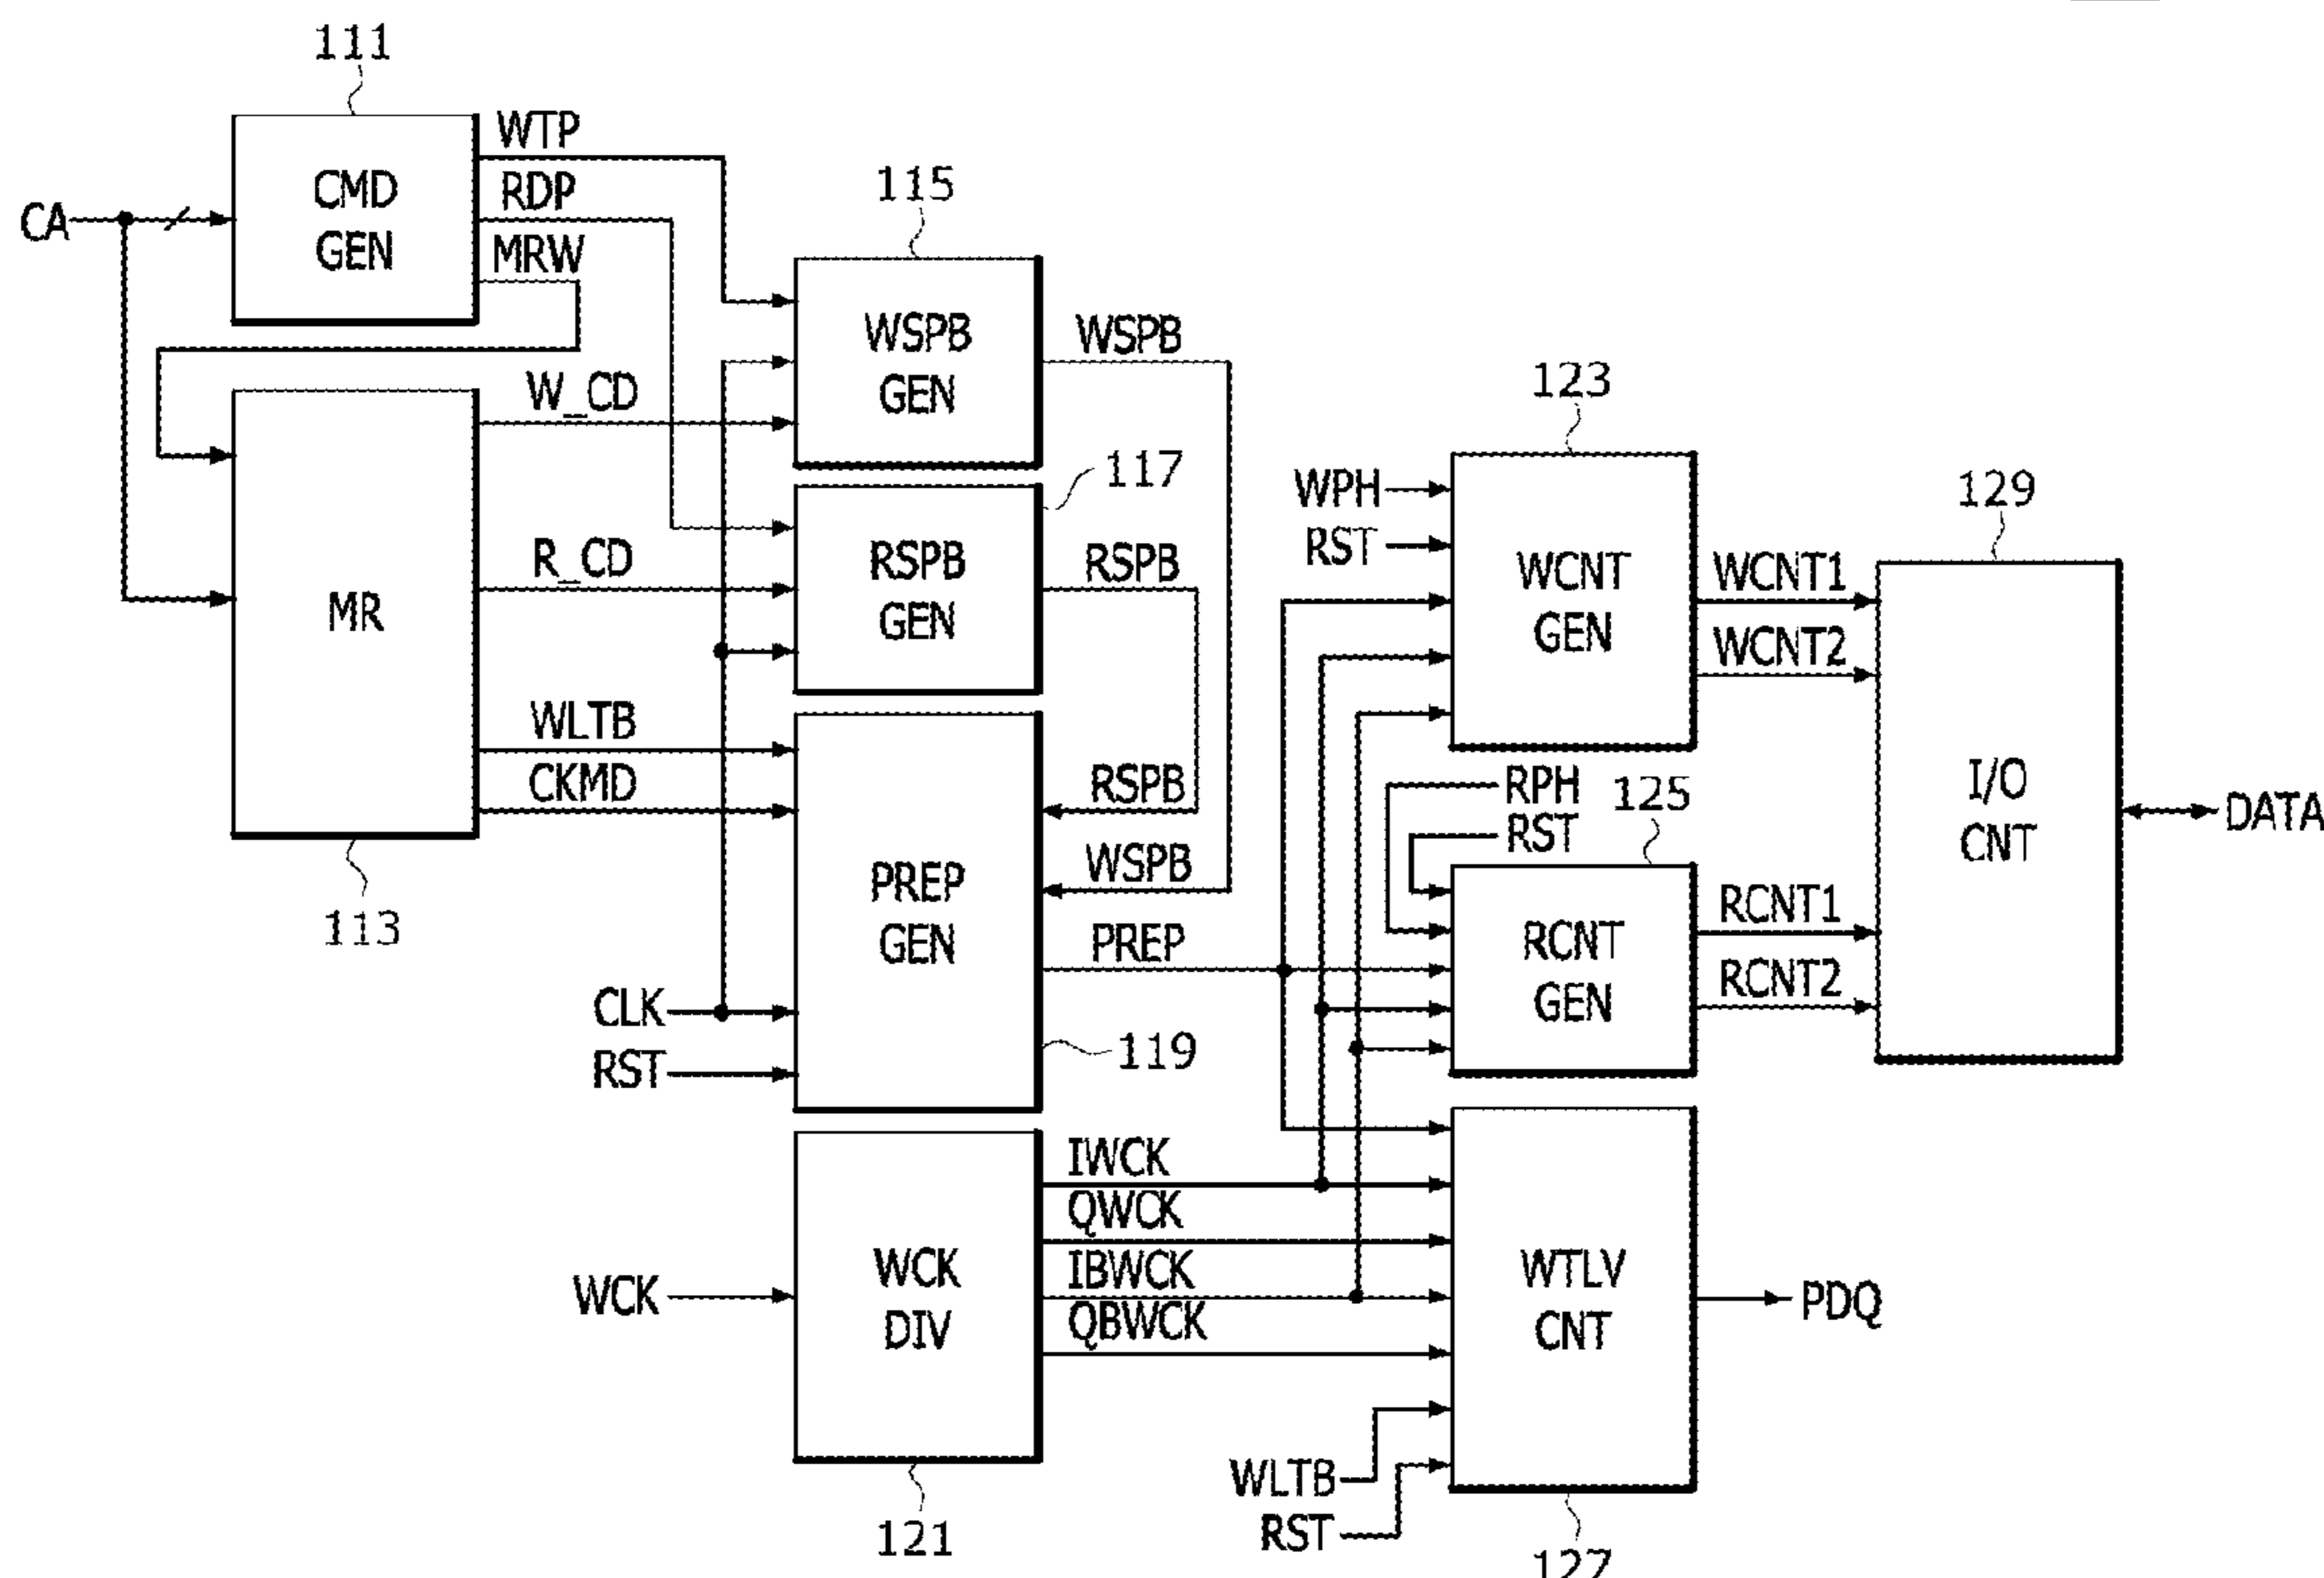 111
CMD
GEN
WTP
RDP
MRW
CA
115
WSPB
GEN
WSPB
W_CD
117
R_CD
RSPB
GEN
RSPB
MR
113
WLTB
CKMD
RSPB
WSPB
PREP
GEN
PREP
CLK
RST
119
WCK
WCK
DIV
121
IWCK
QWCK
IBWCK
QBWCK
123
WPH
RST
WCNT
GEN
WCNT1
WCNT2
RPH
RST
125
RCNT
GEN
RCNT1
RCNT2
129
I/O
CNT
DATA
WTLV
CNT
PDQ
WLTB
RST
127